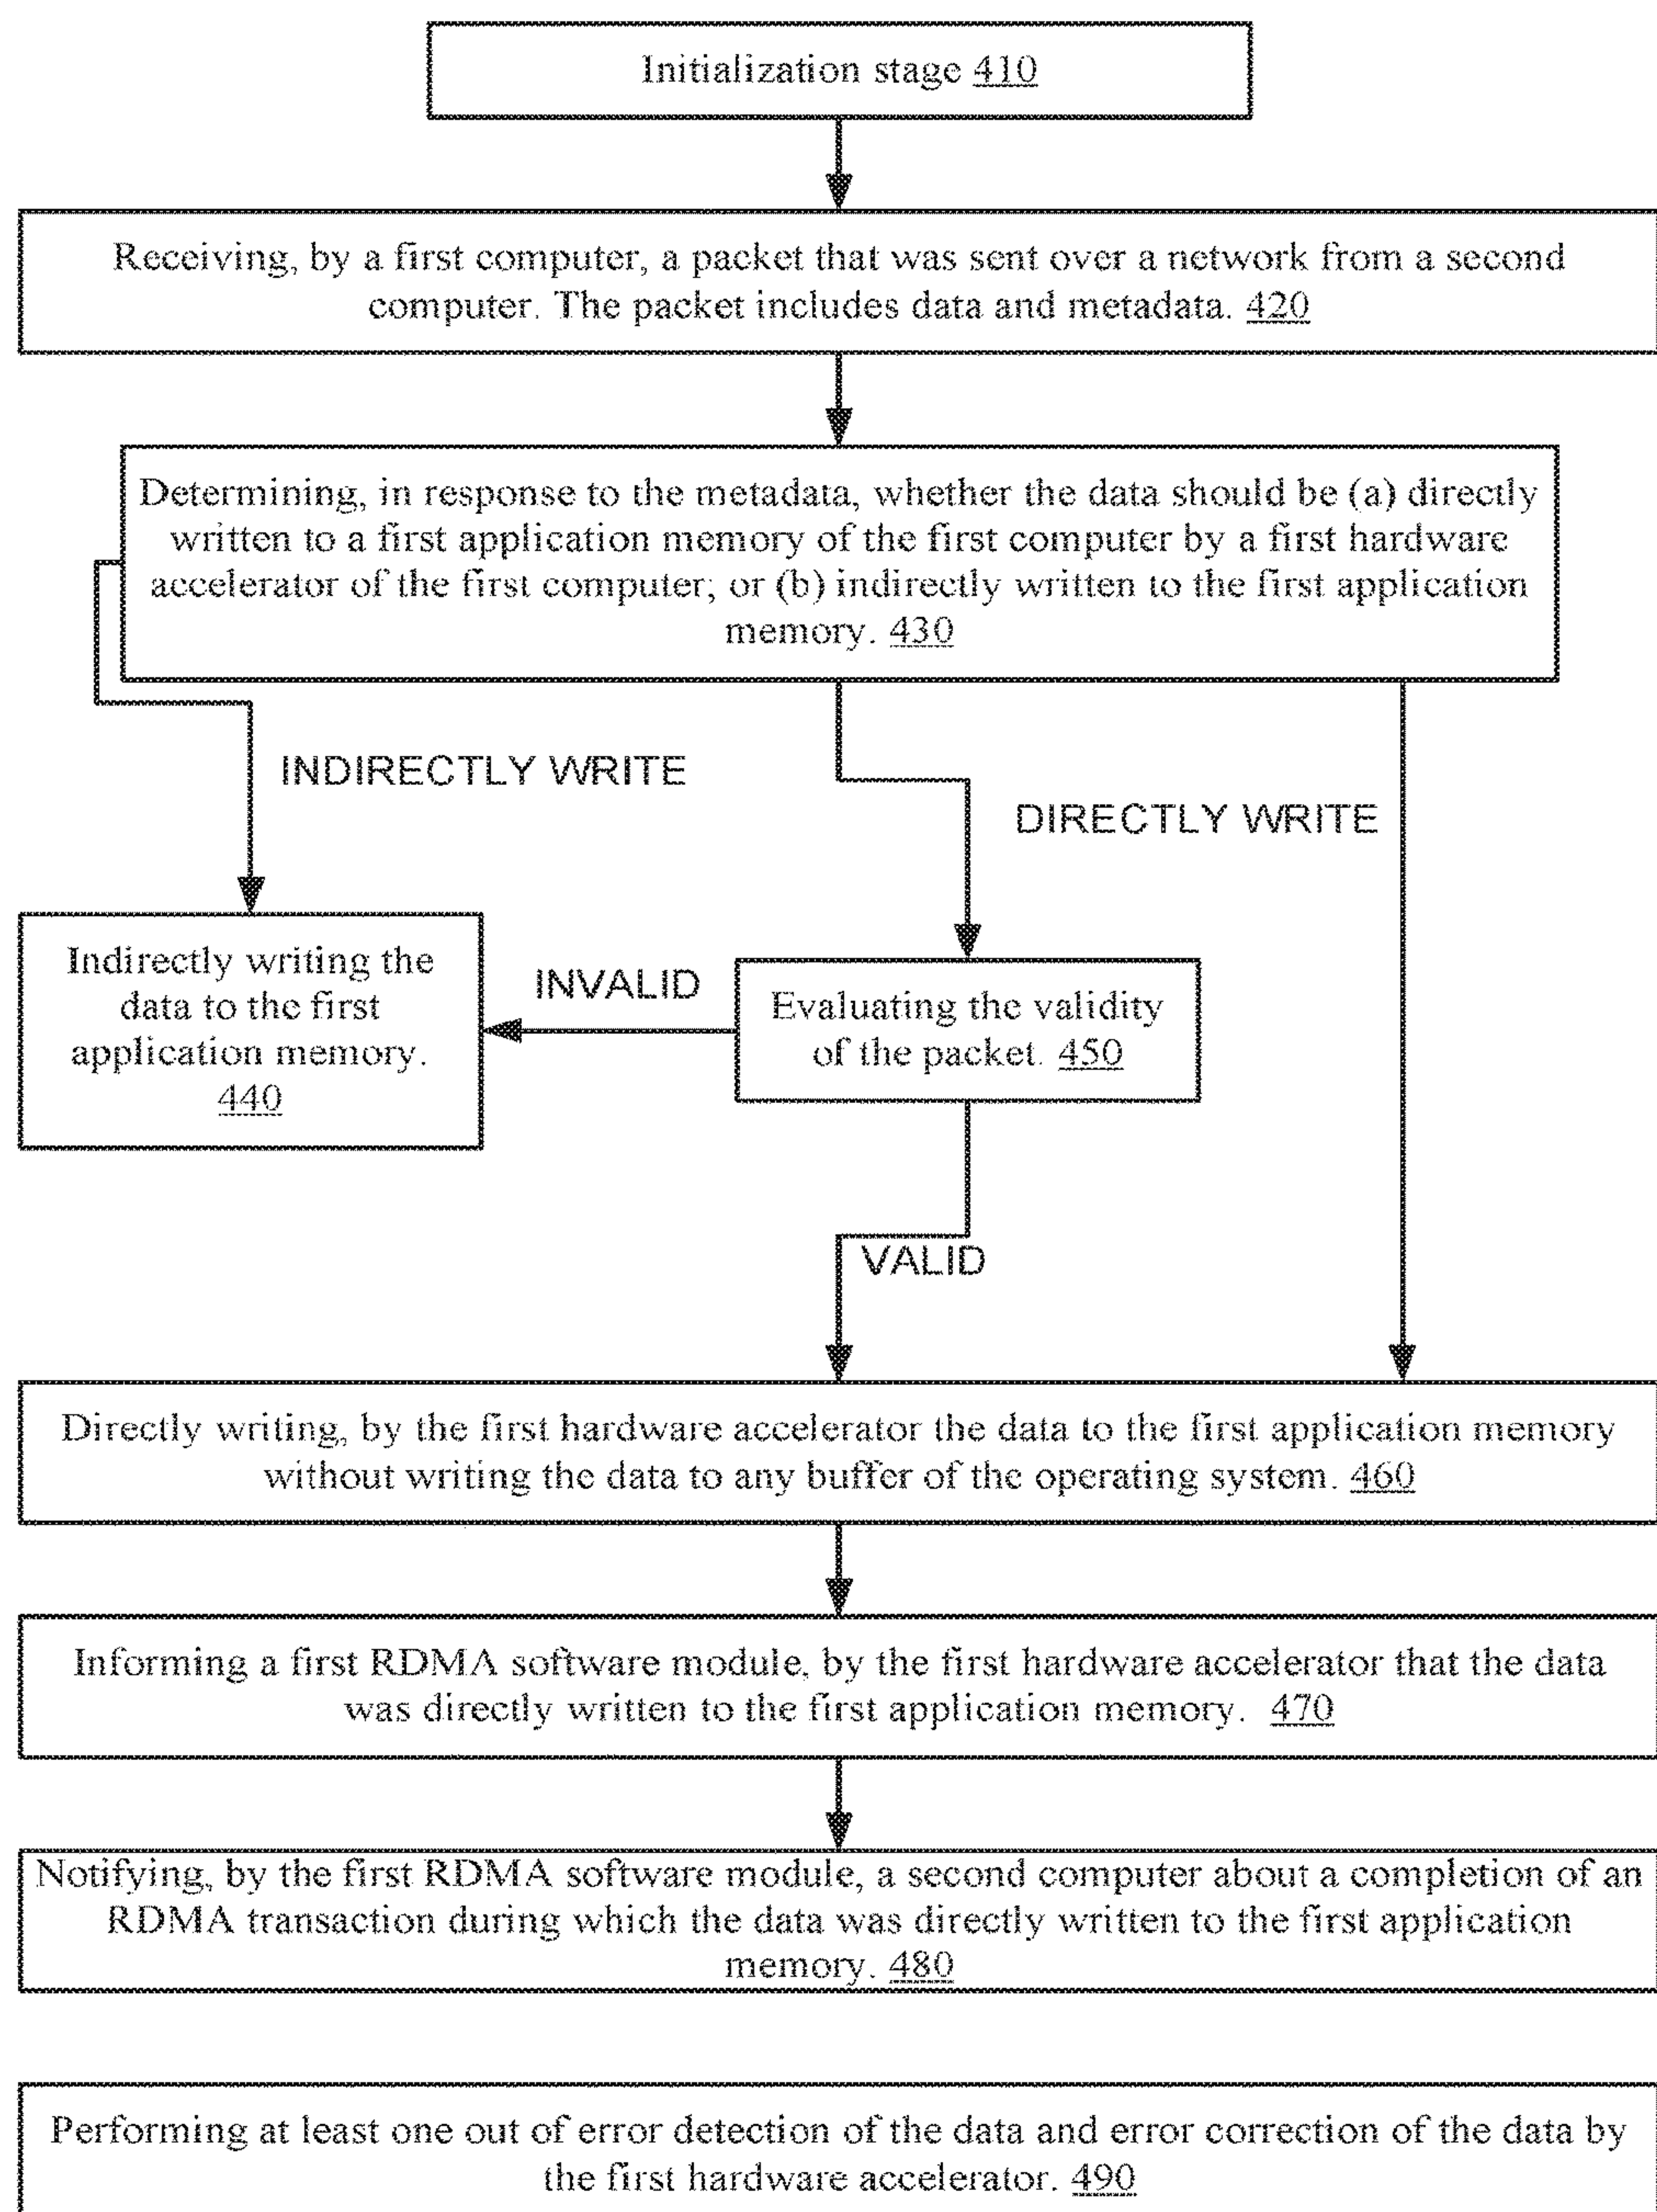 Initialization stage 410
Receiving, by a first computer, a packet that was sent over a network from a second
computer. The packet includes data and metadata. 420
Determining, in response to the metadata, whether the data should be (a) directly
written to a first application memory of the first computer by a first hardware
accelerator of the first computer; or (b) indirectly written to the first application
memory. 430
INDIRECTLY WRITE
DIRECTLY WRITE
Indirectly writing the
data to the first
application memory.
440
INVALID
Evaluating the validity
of the packet. 450
VALID
Directly writing, by the first hardware accelerator the data to the first application memory
without writing the data to any buffer of the operating system. 460
Informing a first RDMA software module, by the first hardware accelerator that the data
was directly written to the first application memory. 470
Notifying, by the first RDMA software module, a second computer about a completion of an
RDMA transaction during which the data was directly written to the first application
memory. 480
Performing at least one out of error detection of the data and error correction of the data by
the first hardware accelerator. 490